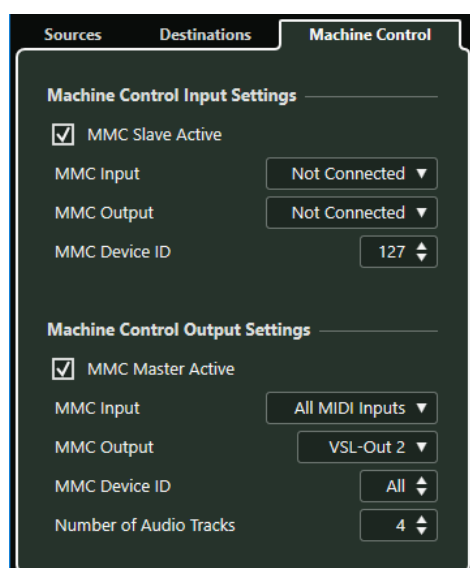 Sources Destinations Machine Control
Machine Control Input Settings
MMC Slave Active
MMC Input Not Connected
MMC Output Not Connected
MMC Device ID 127
Machine Control Output Settings
MMC Master Active
MMC Input All MIDI Inputs
MMC Output VSL-Out 2
MMC Device ID All
Number of Audio Tracks 4